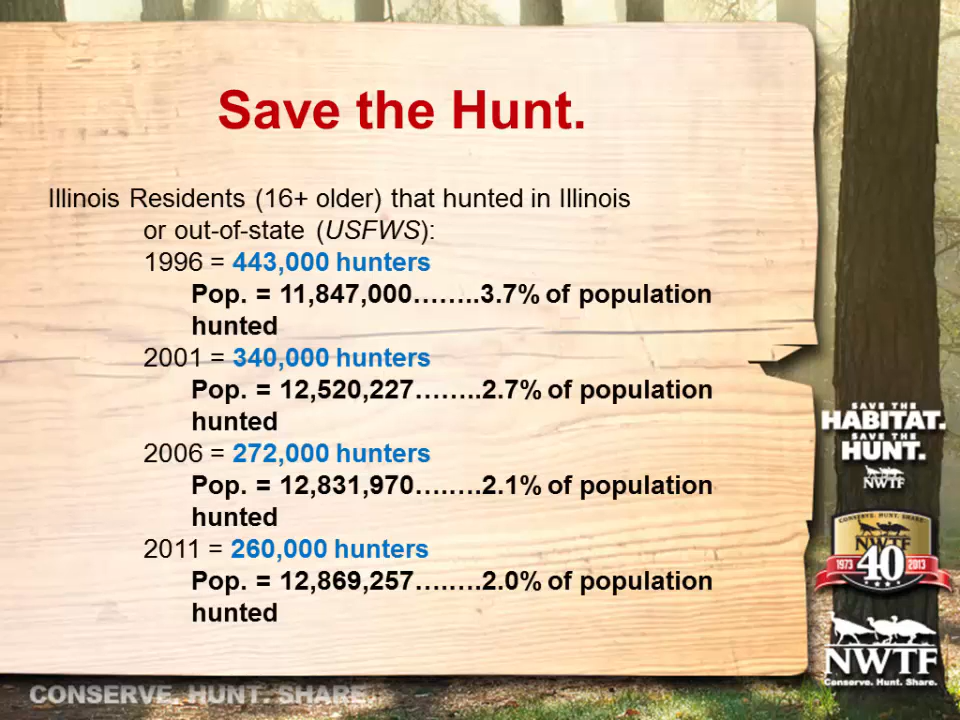 Save the Hunt.
Illinois Residents (16+ older) that hunted in Illinois
or out-of-state (USFWS):
1996 = 443,000 hunters
Pop. = 11,847,000……..3.7% of population
hunted
2001 = 340,000 hunters
Pop. = 12,520,227……..2.7% of population
hunted
2006 = 272,000 hunters
Pop. = 12,831,970…..….2.1% of population
hunted
2011 = 260,000 hunters
Pop. = 12,869,257…..….2.0% of population
hunted
SAVE THE
HABITAT.
SAVE THE
HUNT.
NWTF
CONSERVE. HUNT. SHARE.
NWTF
1973 40 2013
NWTF
Conserve. Hunt. Share.
CONSERVE. HUNT. SHARE.